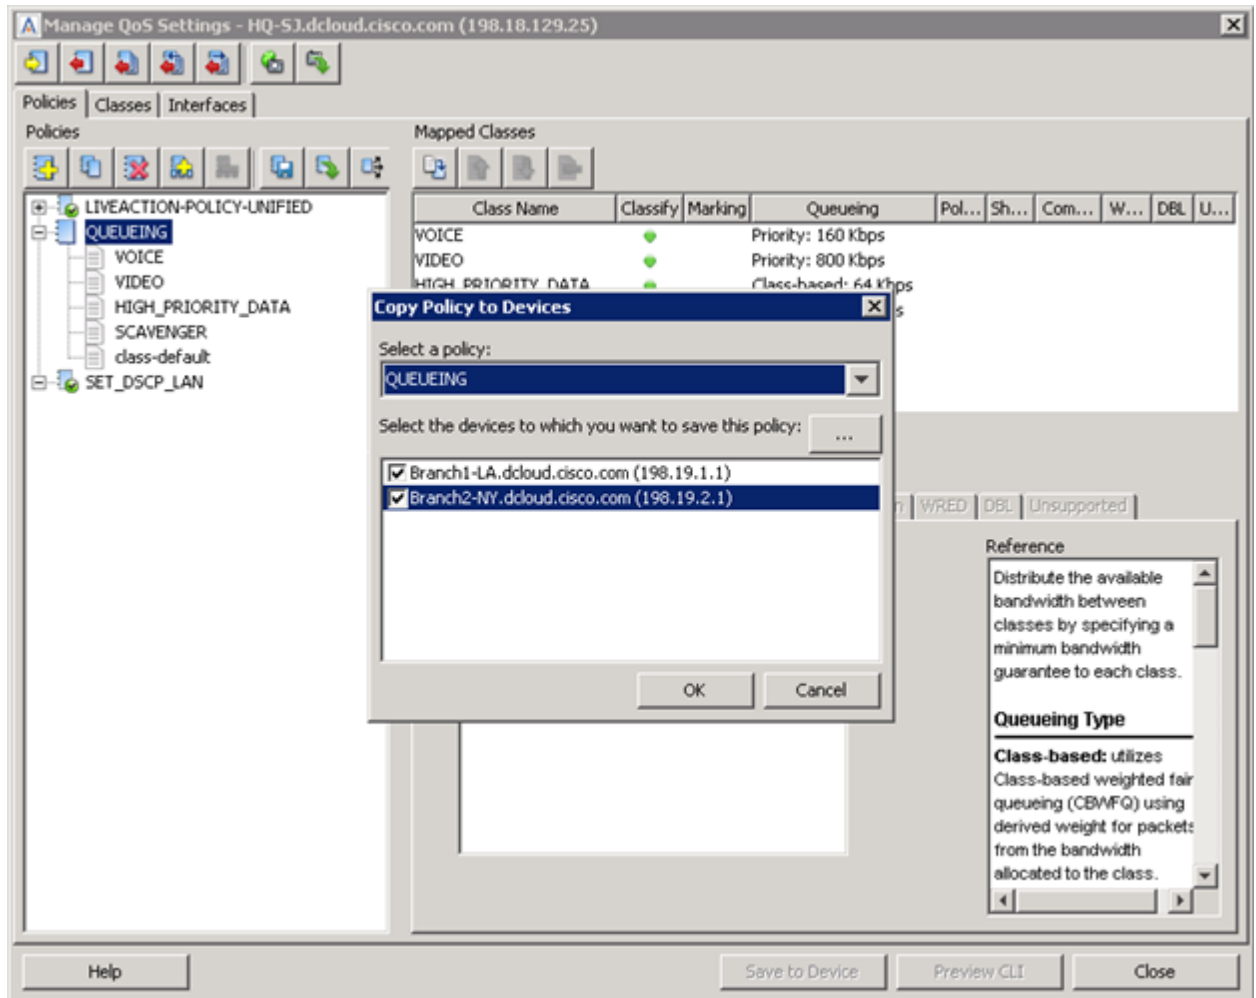 Manage QoS Settings - HQ-SJ.dcloud.cisco.com (198.18.129.25)
Policies Classes Interfaces
Policies
Mapped Classes
LIVEACTION-POLICY-UNIFIED
QUEUEING
VOICE
VIDEO
HIGH_PRIORITY_DATA
SCAVENGER
class-default
SET_DSCP_LAN
Class Name Classify Marking Queueing Pol... Sh... Com... W... DBL U...
VOICE Priority: 160 Kbps
VIDEO Priority: 800 Kbps
HIGH_PRIORITY_DATA Class-based: 64 Kbps
s
Copy Policy to Devices
Select a policy:
QUEUEING
Select the devices to which you want to save this policy: ...
Branch1-LA.dcloud.cisco.com (198.19.1.1)
Branch2-NY.dcloud.cisco.com (198.19.2.1)
OK Cancel
n WRED DBL Unsupported
Reference
Distribute the available
bandwidth between
classes by specifying a
minimum bandwidth
guarantee to each class.
Queueing Type
Class-based: utilizes
Class-based weighted fair
queueing (CBWFQ) using
derived weight for packets
from the bandwidth
allocated to the class.
Help Save to Device Preview CLI Close